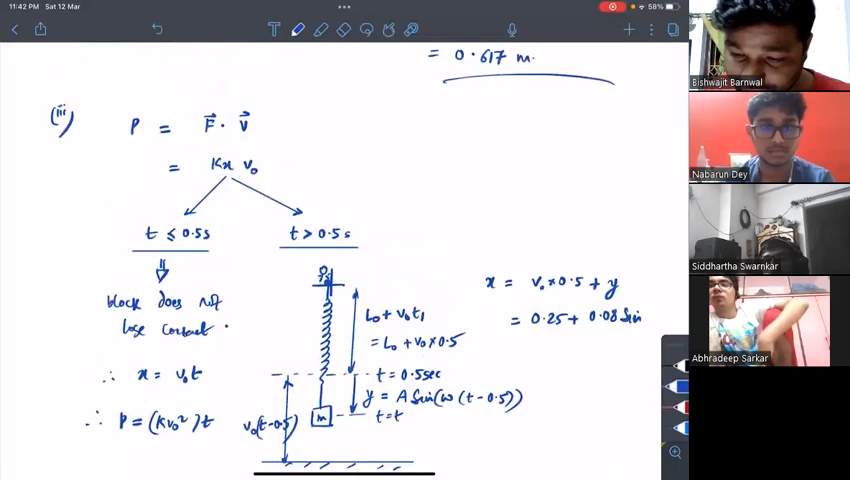 11:42 PM Sat 12 Mar
58%
= 0.617 m.
(iii)
P = F⃗ · V⃗
= Kx v₀
t ≤ 0.5s
t > 0.5 s
block does not
lose contact.
∴ x = v₀t
∴ P = (Kv₀²) t
L₀ + v₀t₁
= L₀ + v₀ × 0.5
t = 0.5sec
y = A Sin(ω (t - 0.5))
t = t
m
v₀(t-0.5)
x = v₀ × 0.5 + y
= 0.25 + 0.08 Sin
Bishwajit Barnwal
Nabarun Dey
Siddhartha Swarnkar
Abhradeep Sarkar